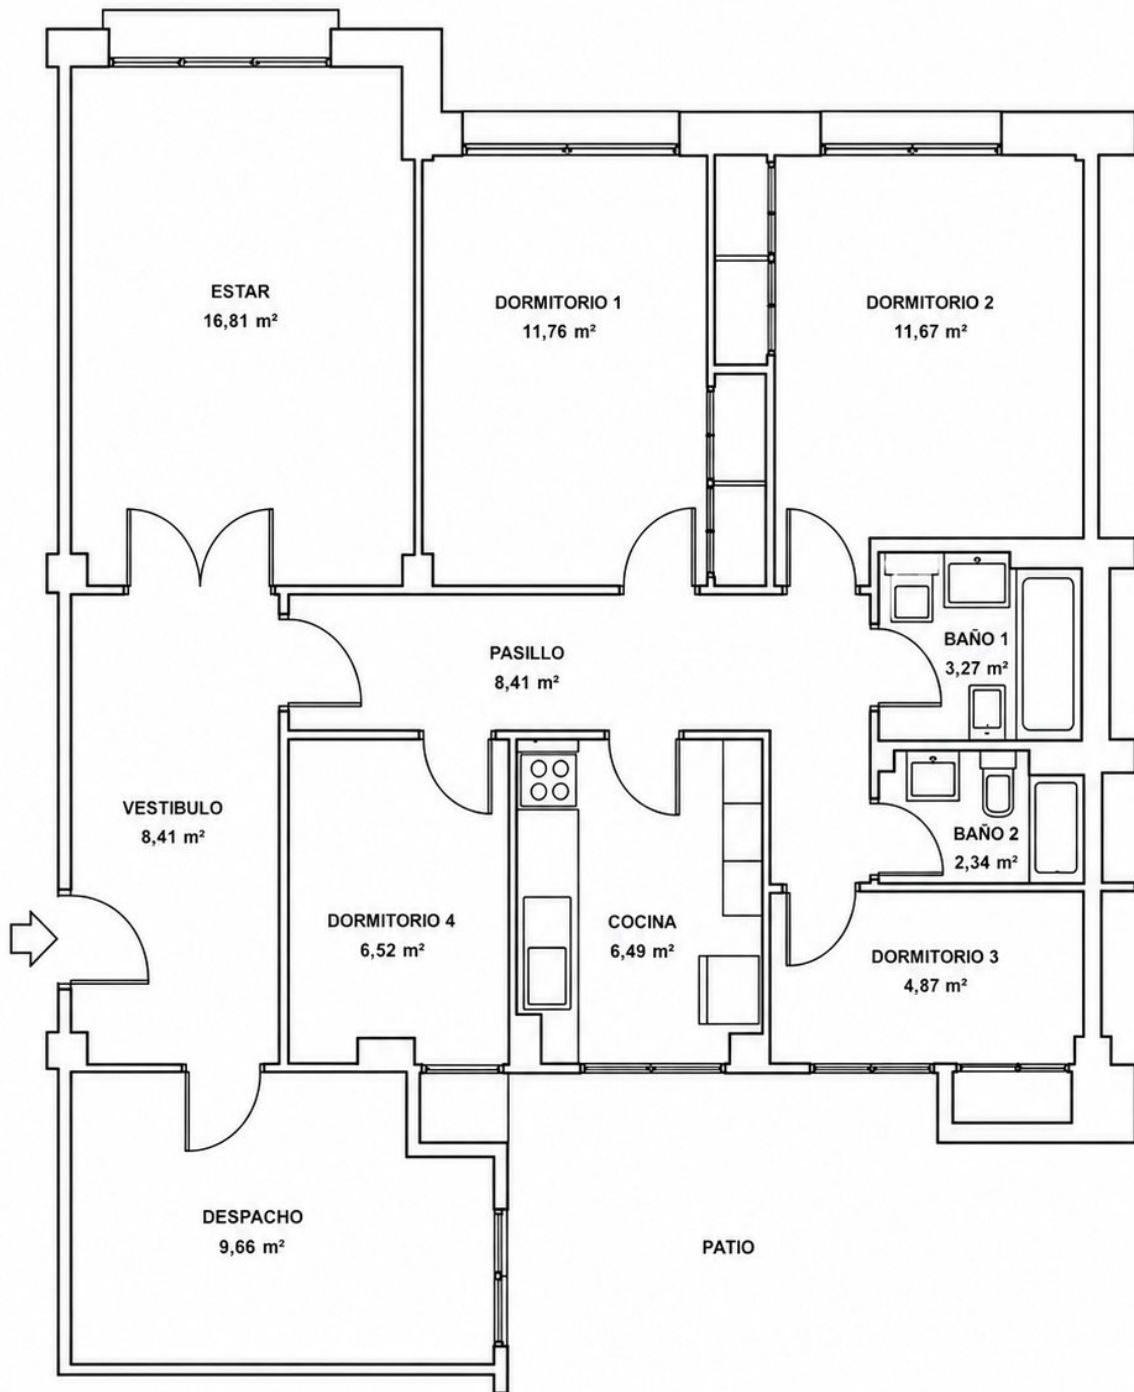 ESTAR
16,81 m²
DORMITORIO 1
11,76 m²
DORMITORIO 2
11,67 m²
PASILLO
8,41 m²
BAÑO 1
3,27 m²
VESTIBULO
8,41 m²
BAÑO 2
2,34 m²
DORMITORIO 4
6,52 m²
COCINA
6,49 m²
DORMITORIO 3
4,87 m²
DESPACHO
9,66 m²
PATIO